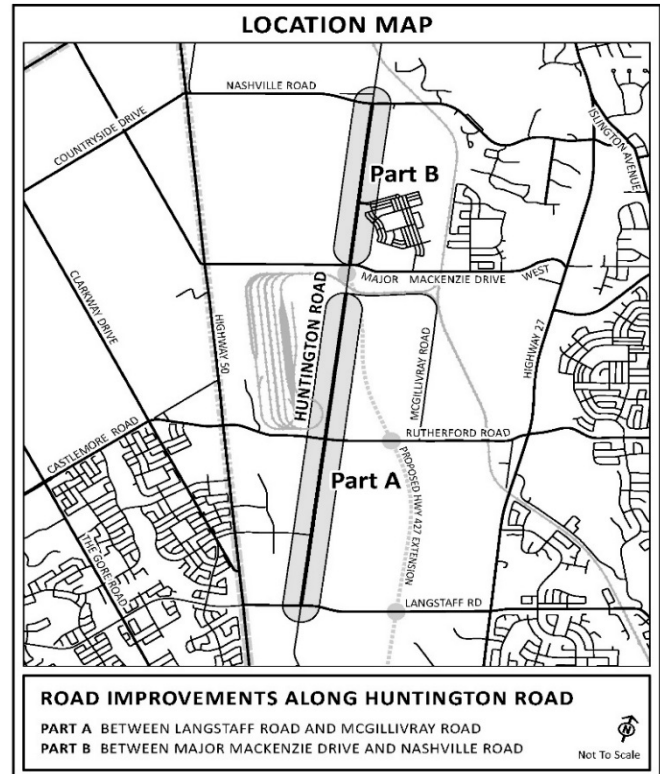 LOCATION MAP
NASHVILLE ROAD
COUNTRYSIDE DRIVE
ISLINGTON AVENUE
Part B
MAJOR MACKENZIE DRIVE WEST
CLARKWAY DRIVE
HIGHWAY 50
HUNTINGTON ROAD
MCGILLIVRAY ROAD
HIGHWAY 27
CASTLEMORE ROAD
RUTHERFORD ROAD
Part A
PROPOSED HWY 427 EXTENSION
THE GORE ROAD
LANGSTAFF RD
ROAD IMPROVEMENTS ALONG HUNTINGTON ROAD
PART A BETWEEN LANGSTAFF ROAD AND MCGILLIVRAY ROAD
PART B BETWEEN MAJOR MACKENZIE DRIVE AND NASHVILLE ROAD
N
Not To Scale